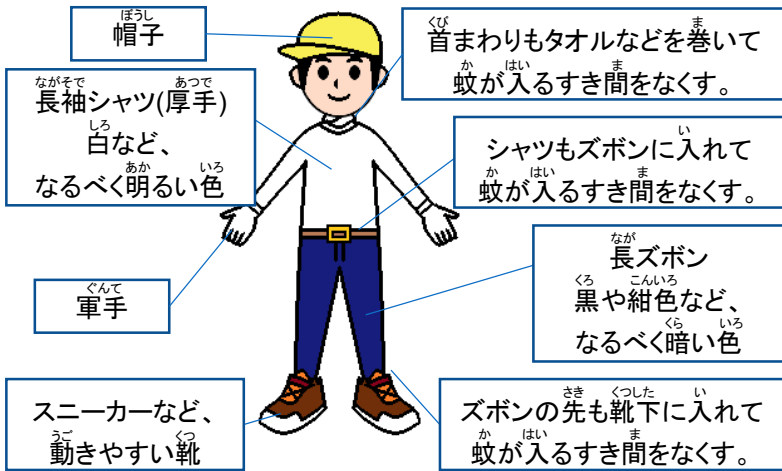 帽子
長袖シャツ(厚手)
白など、
なるべく明るい色
軍手
スニーカーなど、
動きやすい靴
首まわりもタオルなどを巻いて
蚊が入るすき間をなくす。
シャツもズボンに入れて
蚊が入るすき間をなくす。
長ズボン
黒や紺色など、
なるべく暗い色
ズボンの先も靴下に入れて
蚊が入るすき間をなくす。